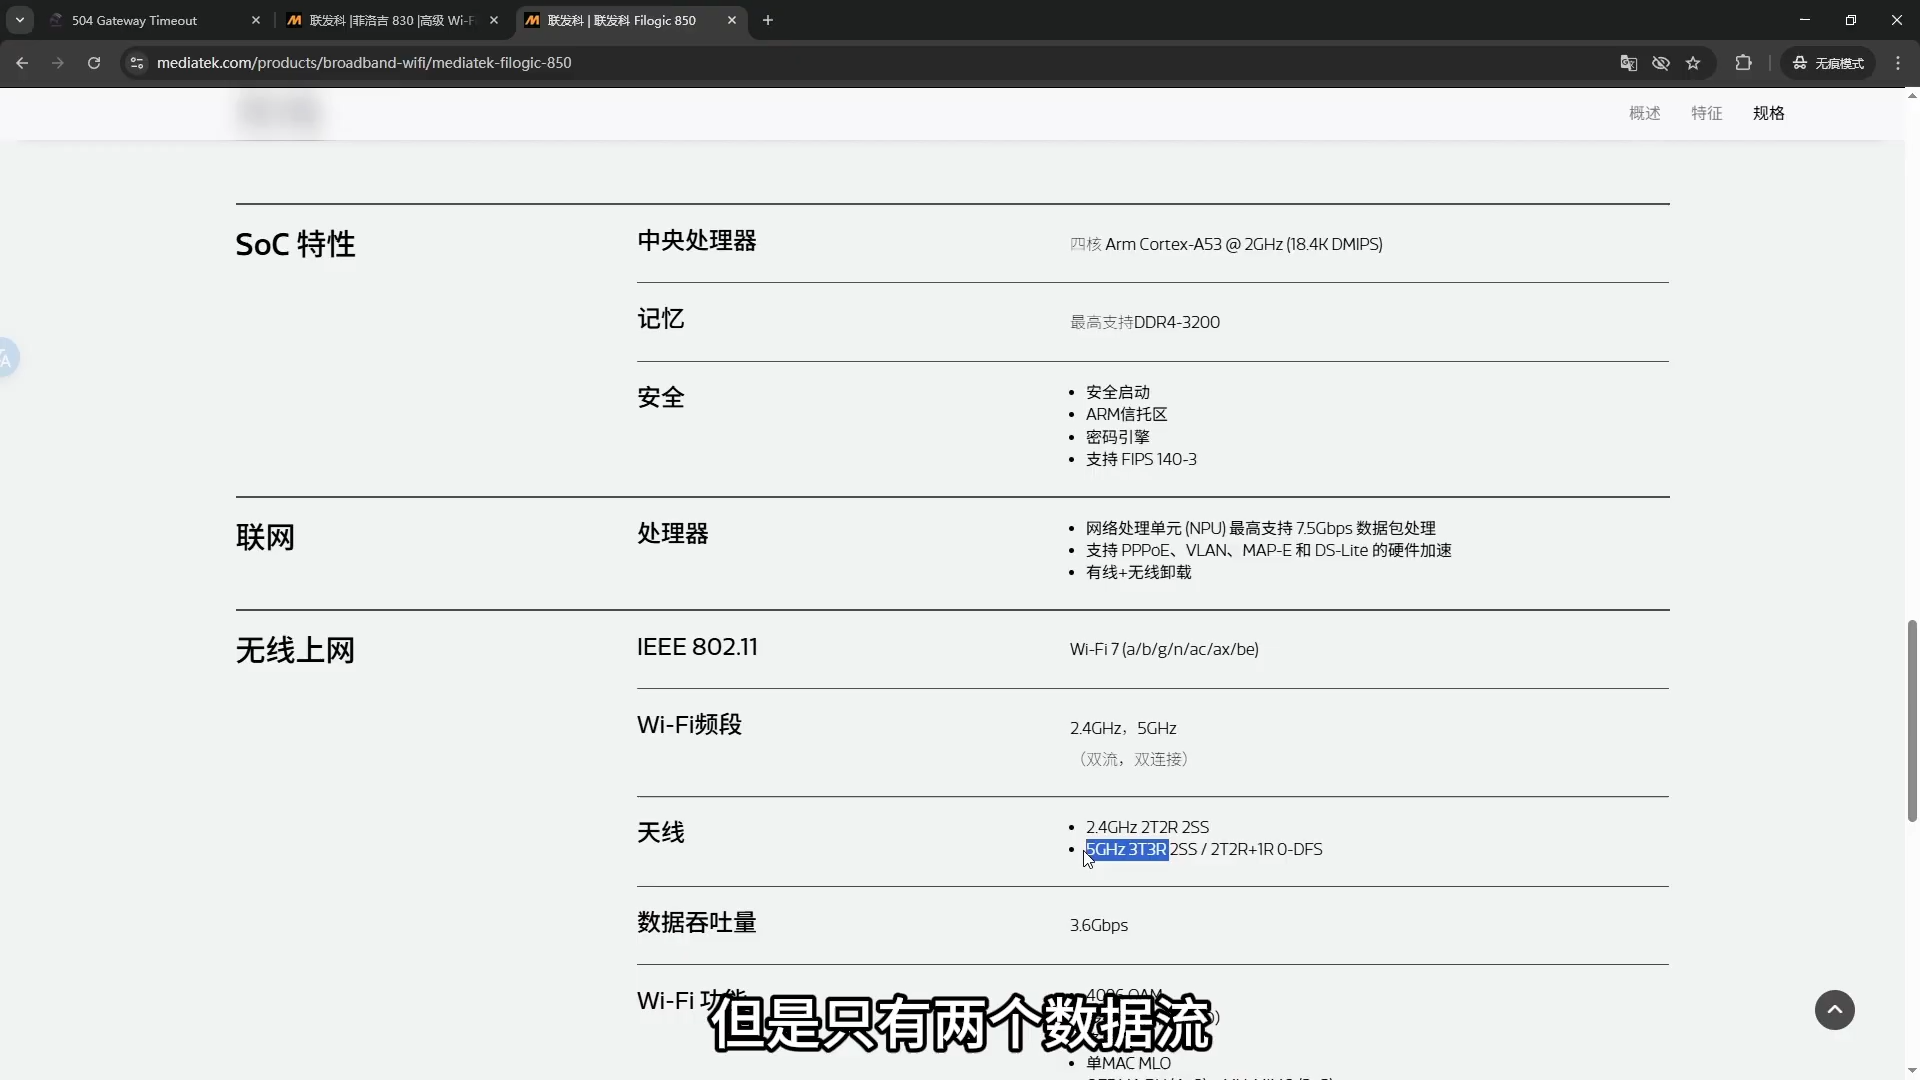 504 Gateway Timeout
联发科 |菲洛吉 830 |高级 Wi-F
联发科 | 联发科 Filogic 850
mediatek.com/products/broadband-wifi/mediatek-filogic-850
无痕模式
概述 特征 规格
SoC 特性
中央处理器
四核 Arm Cortex-A53 @ 2GHz (18.4K DMIPS)
记忆
最高支持DDR4-3200
安全
安全启动
ARM信托区
密码引擎
支持 FIPS 140-3
联网
处理器
网络处理单元 (NPU) 最高支持 7.5Gbps 数据包处理
支持 PPPoE、VLAN、MAP-E 和 DS-Lite 的硬件加速
有线+无线卸载
无线上网
IEEE 802.11
Wi-Fi 7 (a/b/g/n/ac/ax/be)
Wi-Fi频段
2.4GHz，5GHz
（双流，双连接）
天线
2.4GHz 2T2R 2SS
5GHz 3T3R 2SS / 2T2R+1R 0-DFS
数据吞吐量
3.6Gbps
Wi-Fi 功能
4096 QAM
但是只有两个数据流
单MAC MLO